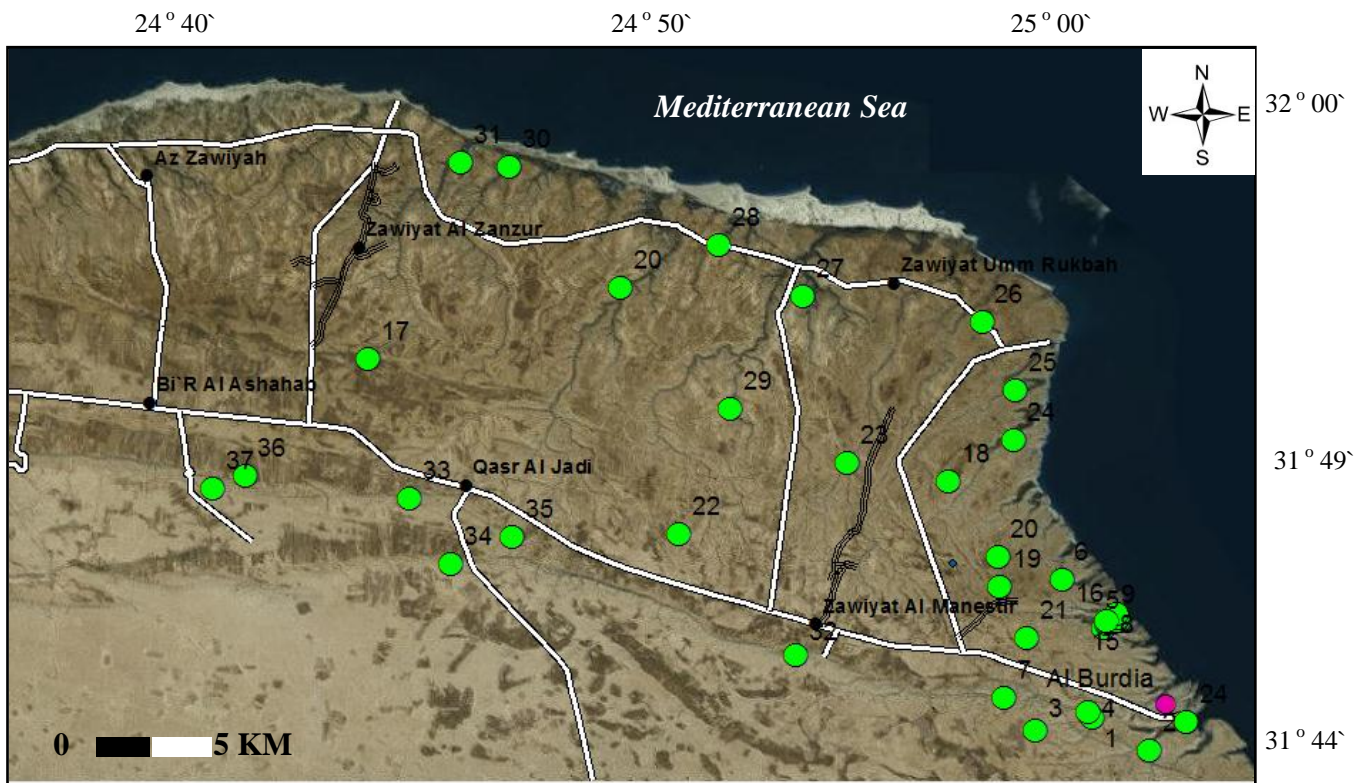 24 o 40`
24 o 50`
25 o 00`
N
W E
S
32 o 00`
Mediterranean Sea
31
30
Az Zawiyah
Zawiyat Al Zanzur
28
20
27
Zawiyat Umm Rukbah
26
17
25
Bi`R Al Ashahab
29
24
23
18
31 o 49`
36
37
33
Qasr Al Jadi
35
22
34
20
19
6
16
5
9
8
21
15
Zawiyat Al Manestir
32
7
Al Burdia
24
3
4
1
2
0 5 KM
31 o 44`